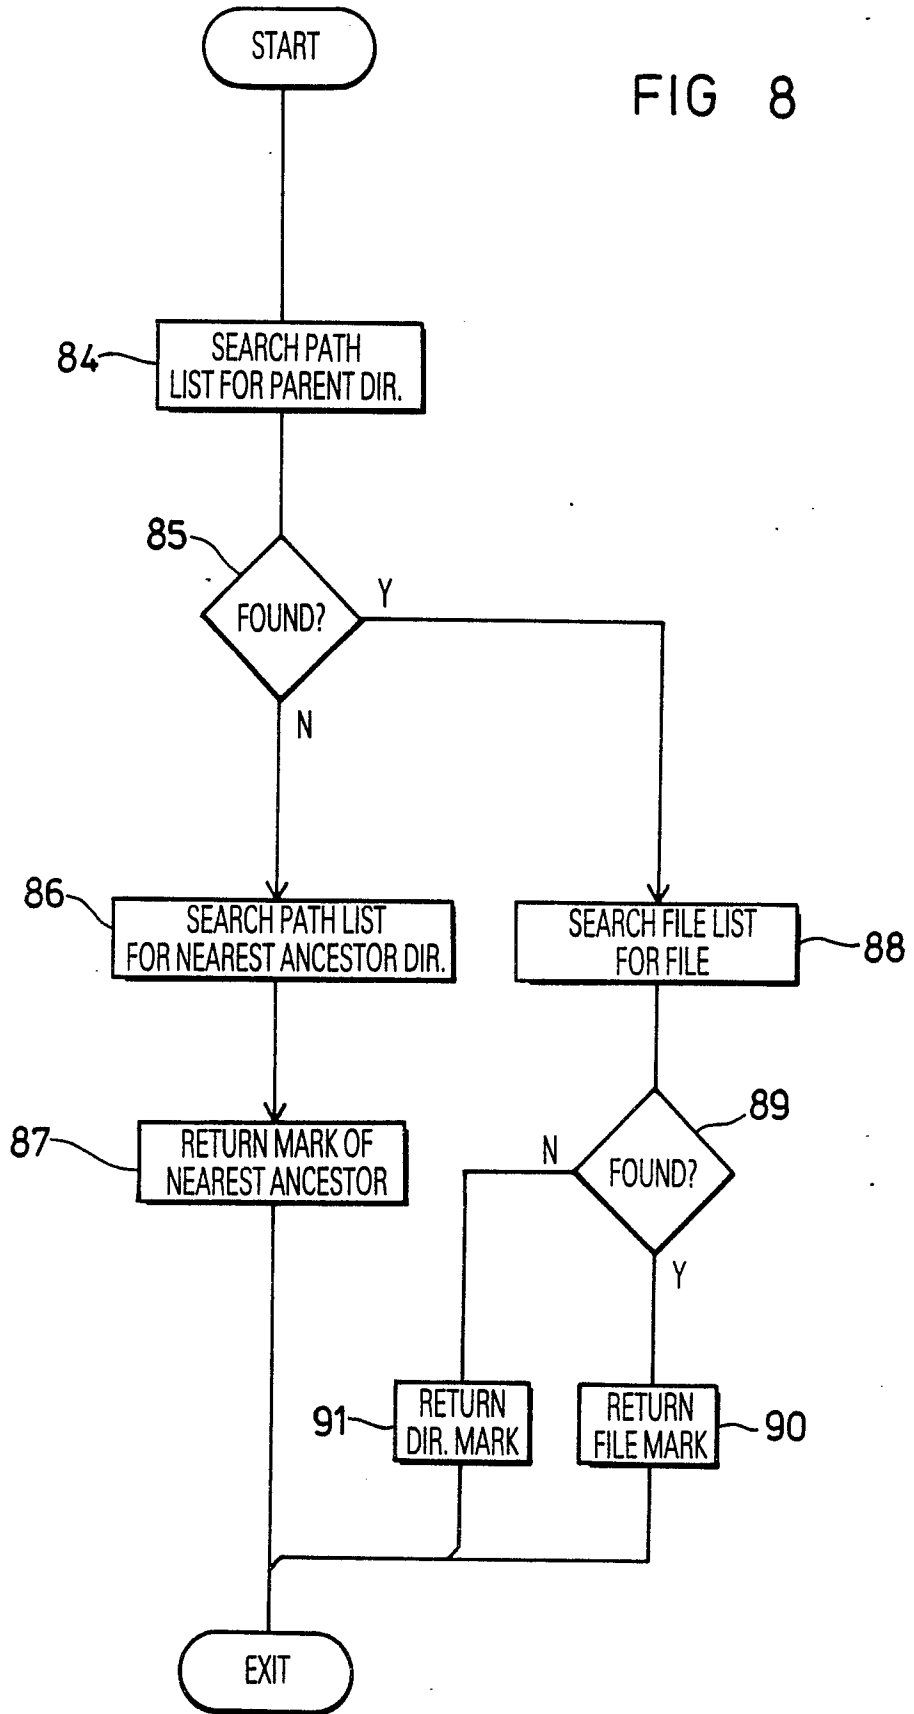 START
FIG 8
84
SEARCH PATH
LIST FOR PARENT DIR.
85
FOUND?
Y
N
86
SEARCH PATH LIST
FOR NEAREST ANCESTOR DIR.
SEARCH FILE LIST
FOR FILE
88
87
RETURN MARK OF
NEAREST ANCESTOR
89
N
FOUND?
Y
91
RETURN
DIR. MARK
RETURN
FILE MARK
90
EXIT